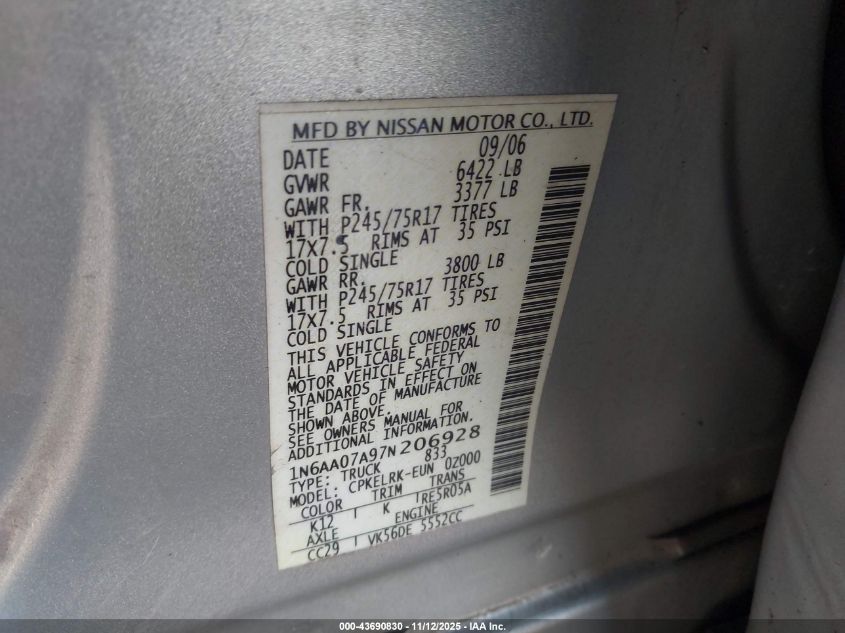 MFD BY NISSAN MOTOR CO., LTD.
DATE 09/06
GVWR 6422 LB
GAWR FR. 3377 LB
WITH P245/75R17 TIRES
17X7.5 RIMS AT 35 PSI
COLD SINGLE
GAWR RR. 3800 LB
WITH P245/75R17 TIRES
17X7.5 RIMS AT 35 PSI
COLD SINGLE
THIS VEHICLE CONFORMS TO
ALL APPLICABLE FEDERAL
MOTOR VEHICLE SAFETY
STANDARDS IN EFFECT ON
THE DATE OF MANUFACTURE
SHOWN ABOVE.
SEE OWNERS MANUAL FOR
ADDITIONAL INFORMATION.
1N6AA07A97N206928
TYPE: TRUCK 833
MODEL: CPKELRK-EUN 0Z000
COLOR TRIM TRANS
K12 K RE5R05A
AXLE ENGINE
CC29 VK56DE 5552CC
000-43690830 - 11/12/2025 - IAA Inc.